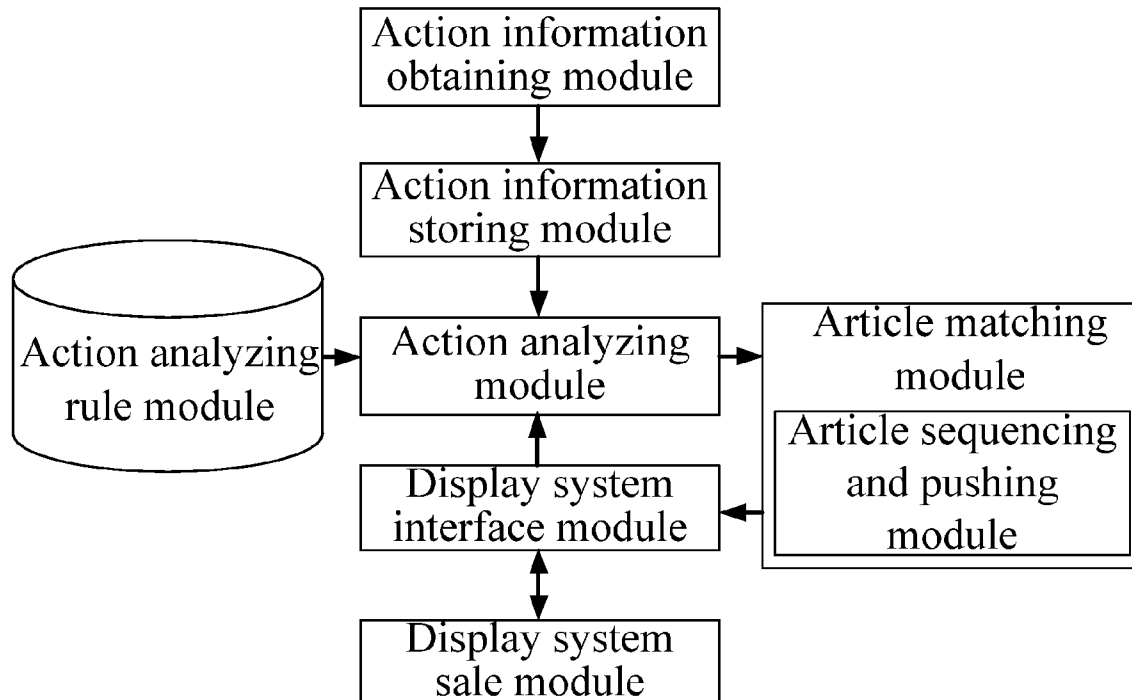 Action information
obtaining module
Action information
storing module
Action analyzing
rule module
Action analyzing
module
Article matching
module
Article sequencing
and pushing
module
Display system
interface module
Display system
sale module